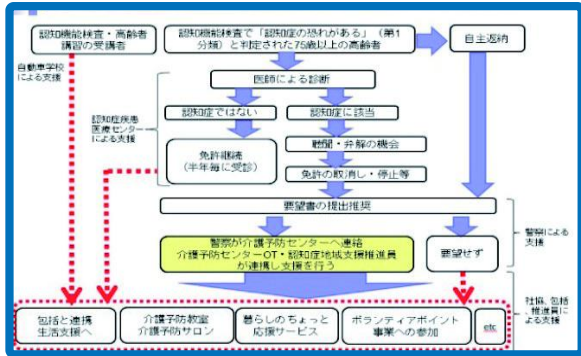 認知機能検査・高齢者
講習の受講者
認知機能検査で「認知症の恐れがある」（第1
分類）と判定された75歳以上の高齢者
自主返納
自動車学校
による支援
医師による診断
認知症疾患
医療センター
による支援
認知症ではない
認知症に該当
免許継続
（半年毎に受診）
聴聞・弁解の機会
免許の取消し・停止等
要望書の提出推奨
警察が介護予防センターへ連絡
介護予防センターOT・認知症地域支援推進員
が連携し支援を行う
要望せず
警察による
支援
包括と連携
生活支援へ
介護予防教室
介護予防サロン
暮らしのちょっと
応援サービス
ボランティアポイント
事業への参加
etc
社協、包括
、推進員に
よる支援